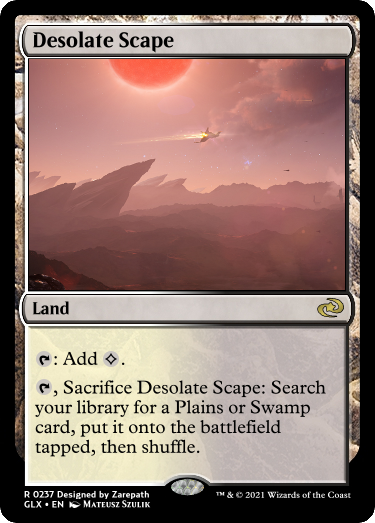 Desolate Scape
Land
: Add .
, Sacrifice Desolate Scape: Search
your library for a Plains or Swamp
card, put it onto the battlefield
tapped, then shuffle.
R 0237 Designed by Zarepath
GLX • EN Mateusz Szulik
™ & © 2021 Wizards of the Coast